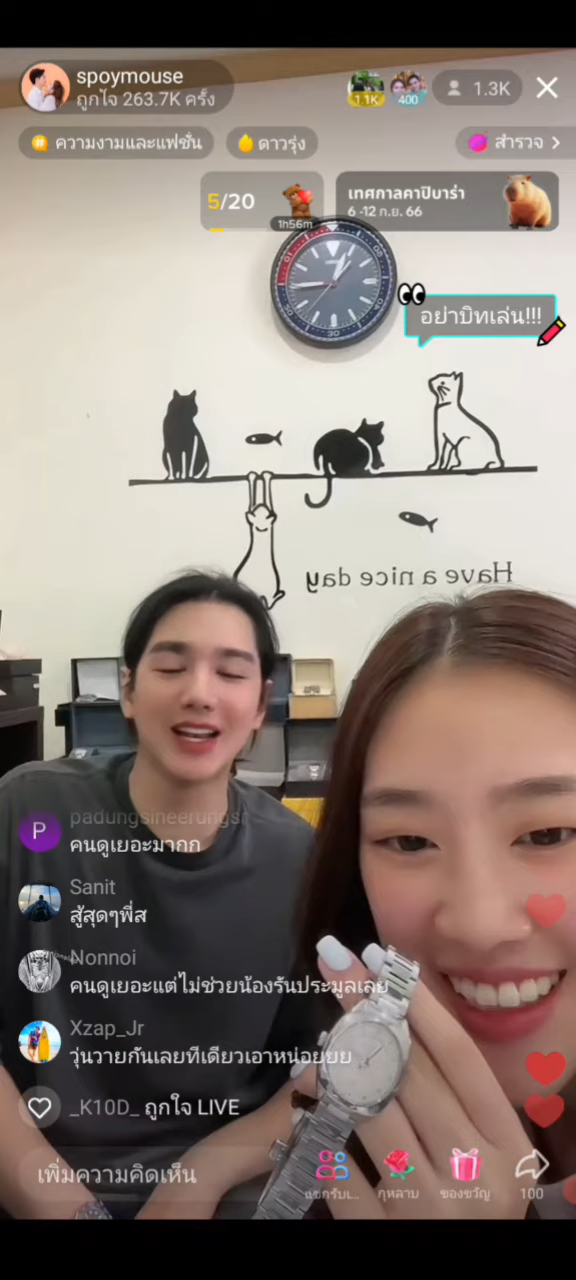 spoymouse
ถูกใจ 263.7K ครั้ง
1.1K
400
1.3K
ความงามและแฟชั่น
ดาวรุ่ง
สำรวจ >
5/20
1h56m
เทศกาลคาปิบาร่า
6 -12 ก.ย. 66
อย่าบิทเล่น!!!
Have a nice day
P
padungsineerungsr
คนดูเยอะมากก
Sanit
สู้สุดๆพี่ส
Nonnoi
คนดูเยอะแต่ไม่ช่วยน้องรันประมูลเลย
Xzap_Jr
วุ่นวายกันเลยทีเดียวเอาหน่อยยย
_K10D_ ถูกใจ LIVE
เพิ่มความคิดเห็น
แขกรับเ...
กุหลาบ
ของขวัญ
100